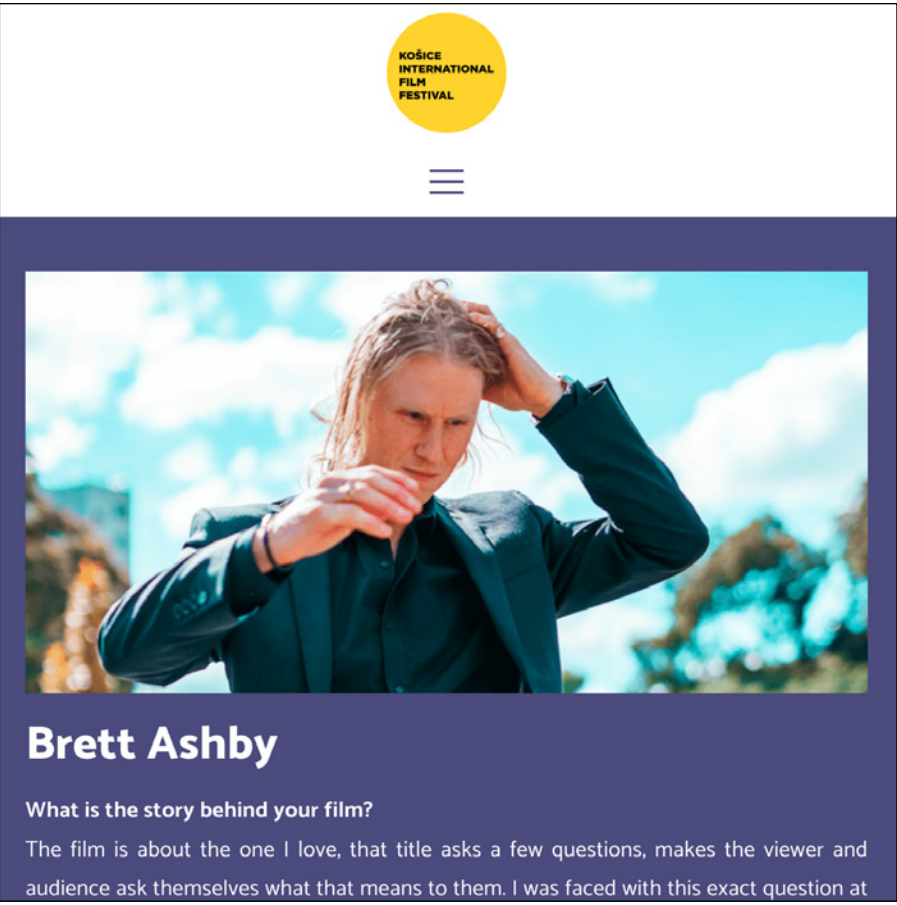 KOŠICE
INTERNATIONAL
FILM
FESTIVAL
Brett Ashby
What is the story behind your film?
The film is about the one I love, that title asks a few questions, makes the viewer and
audience ask themselves what that means to them. I was faced with this exact question at